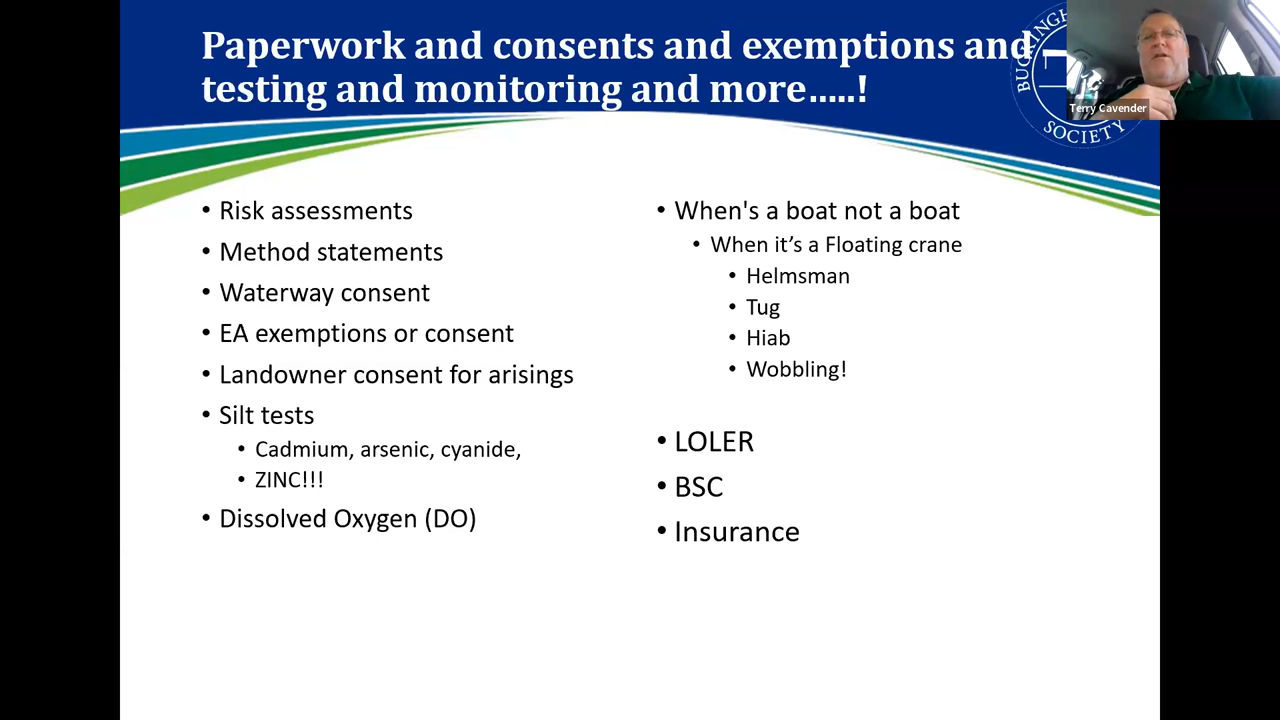 Paperwork and consents and exemptions and
testing and monitoring and more…..!
SOCIETY
Terry Cavender
• Risk assessments
• Method statements
• Waterway consent
• EA exemptions or consent
• Landowner consent for arisings
• Silt tests
• Cadmium, arsenic, cyanide,
• ZINC!!!
• Dissolved Oxygen (DO)
• When's a boat not a boat
• When it’s a Floating crane
• Helmsman
• Tug
• Hiab
• Wobbling!
• LOLER
• BSC
• Insurance